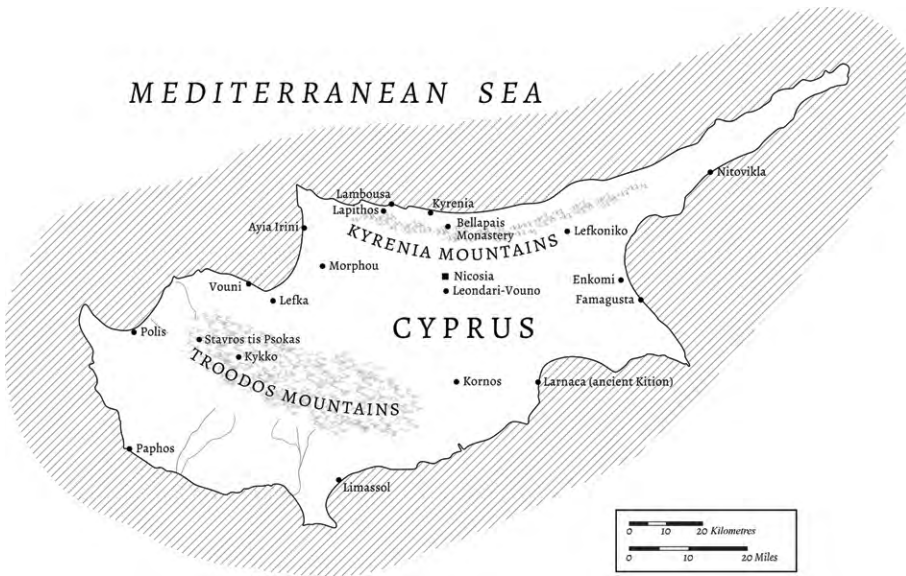 MEDITERRANEAN SEA
Nitovikla
Lambousa
Lapithos
Kyrenia
Bellapais
Monastery
Lefkoniko
Ayia Irini
KYRENIA MOUNTAINS
Morphou
Nicosia
Leondari-Vouno
Enkomi
Famagusta
Vouni
Lefka
CYPRUS
Polis
Stavros tis Psokas
Kykko
TROODOS MOUNTAINS
Kornos
Larnaca (ancient Kition)
Paphos
Limassol
0 10 20 Kilometres
0 10 20 Miles